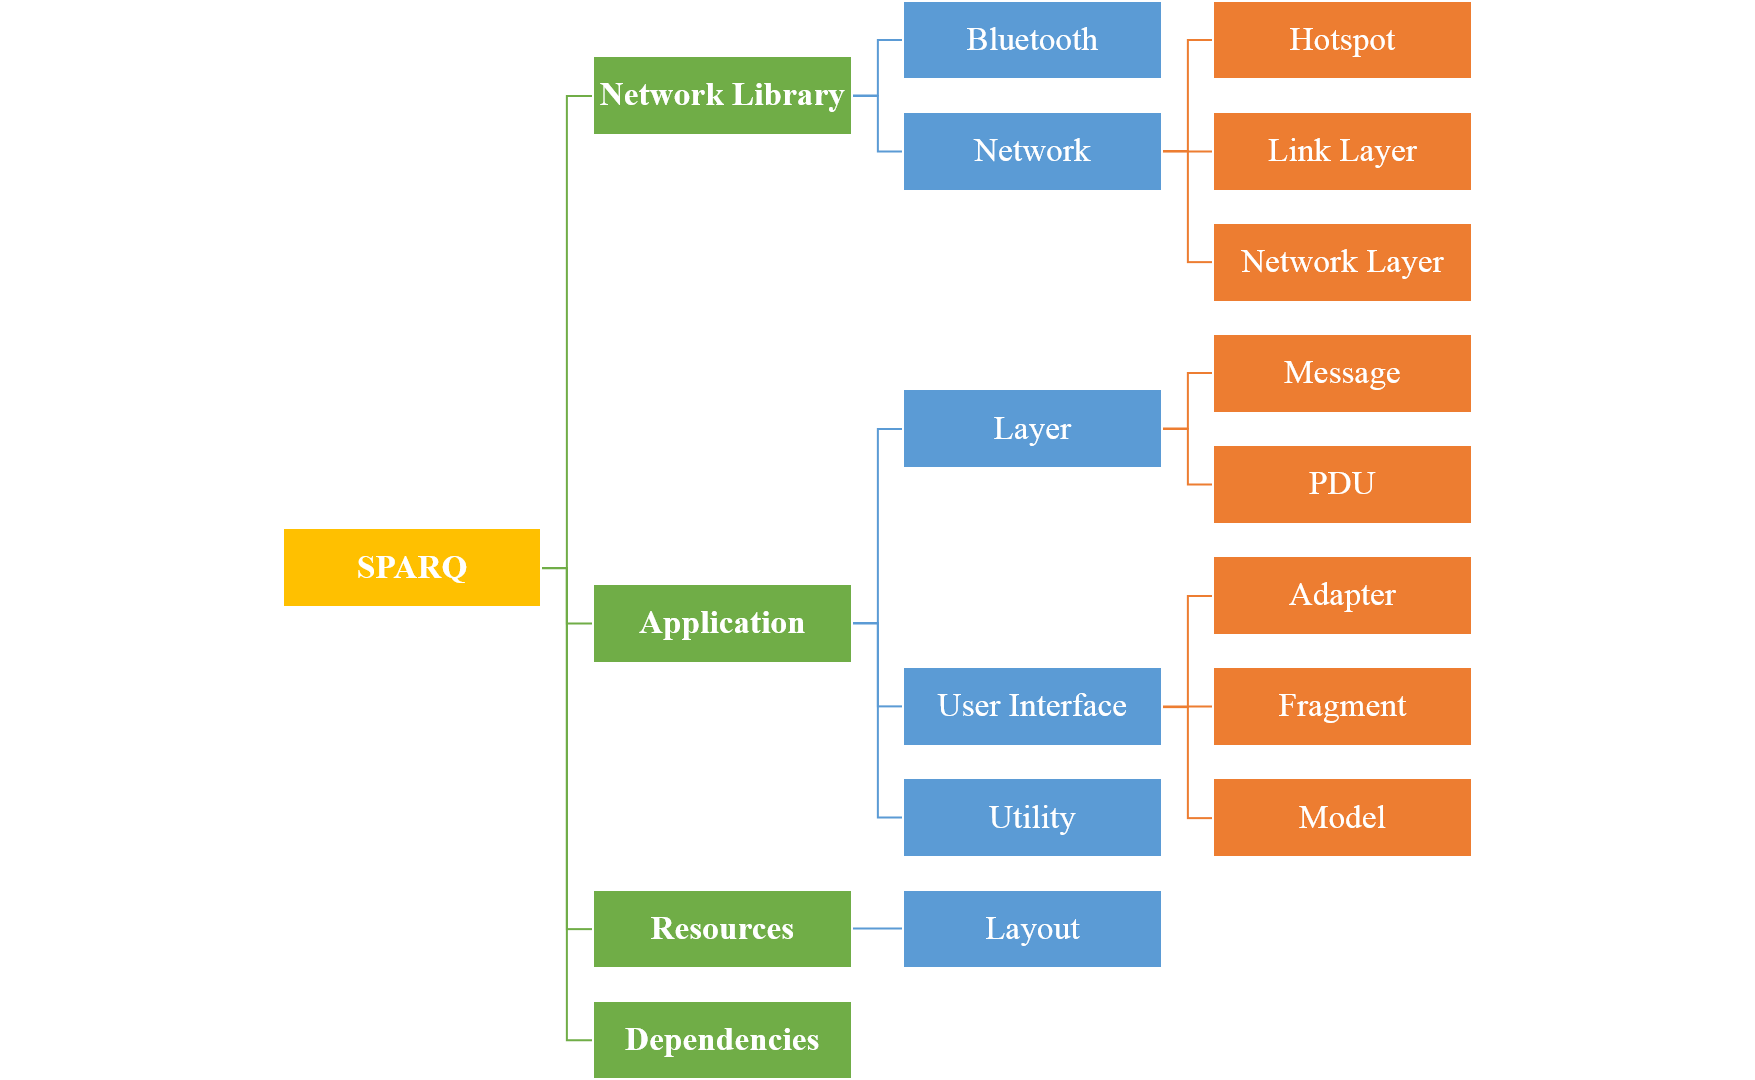 SPARQ
Network Library
Bluetooth
Network
Hotspot
Link Layer
Network Layer
Application
Layer
Message
PDU
User Interface
Adapter
Fragment
Model
Utility
Resources
Layout
Dependencies